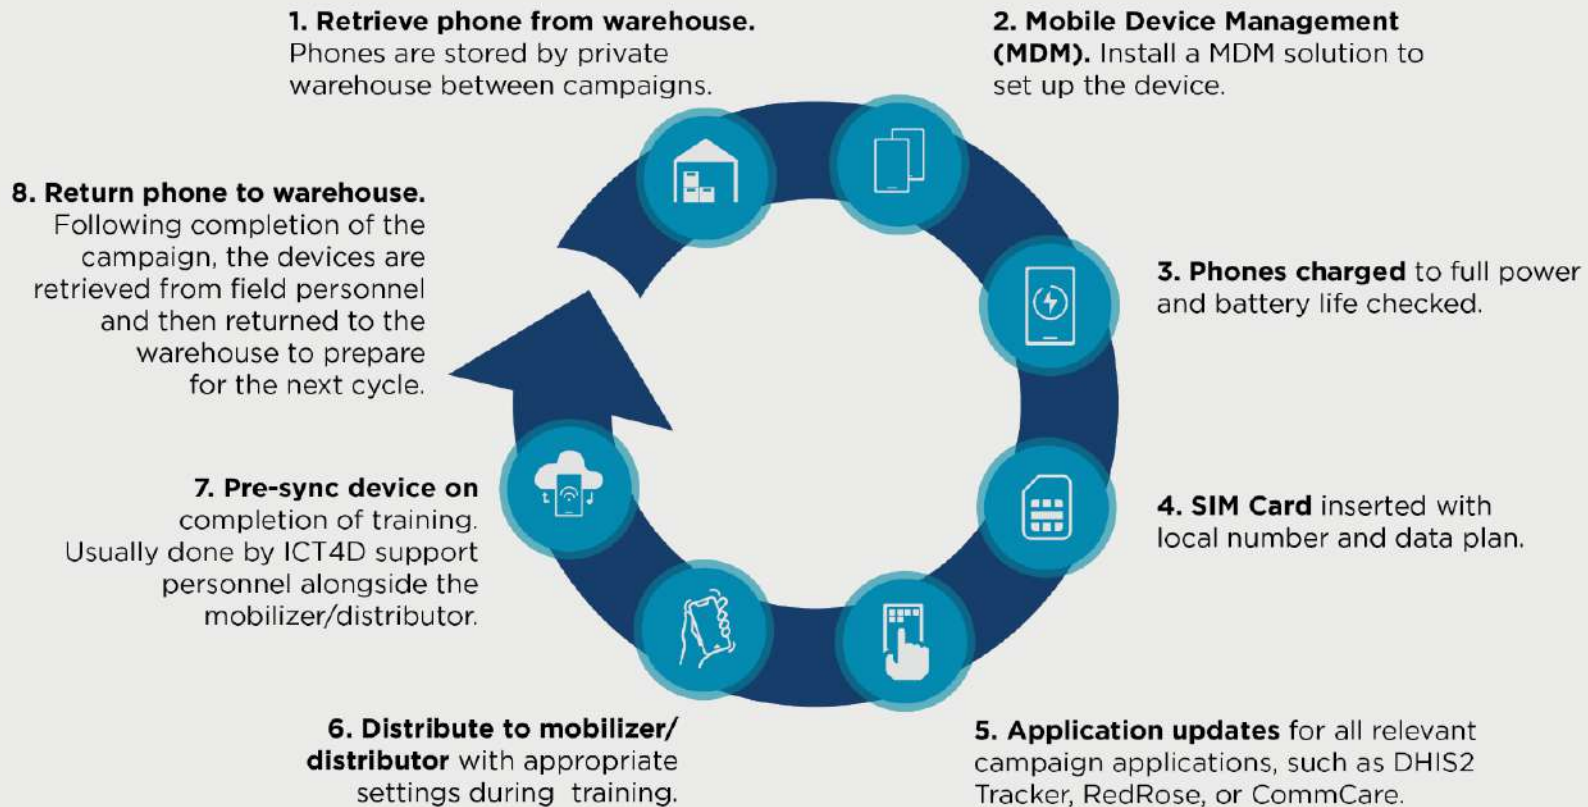 1. Retrieve phone from warehouse.
Phones are stored by private
warehouse between campaigns.
2. Mobile Device Management
(MDM). Install a MDM solution to
set up the device.
3. Phones charged to full power
and battery life checked.
4. SIM Card inserted with
local number and data plan.
5. Application updates for all relevant
campaign applications, such as DHIS2
Tracker, RedRose, or CommCare.
6. Distribute to mobilizer/
distributor with appropriate
settings during training.
7. Pre-sync device on
completion of training.
Usually done by ICT4D support
personnel alongside the
mobilizer/distributor.
8. Return phone to warehouse.
Following completion of the
campaign, the devices are
retrieved from field personnel
and then returned to the
warehouse to prepare
for the next cycle.